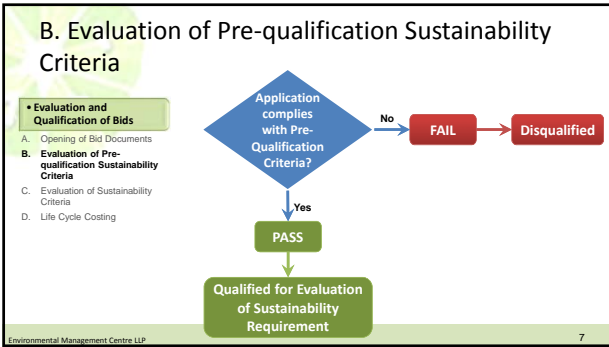 B. Evaluation of Pre-qualification Sustainability
Criteria
• Evaluation and
Qualification of Bids
A. Opening of Bid Documents
B. Evaluation of Pre-
qualification Sustainability
Criteria
C. Evaluation of Sustainability
Criteria
D. Life Cycle Costing
Application
complies
with Pre-
Qualification
Criteria?
No
FAIL
Disqualified
Yes
PASS
Qualified for Evaluation
of Sustainability
Requirement
Environmental Management Centre LLP
7